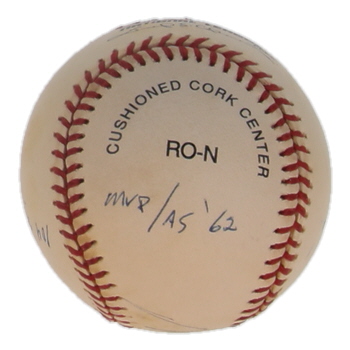 CUSHIONED CORK CENTER
RO-N
MVP/AS '62